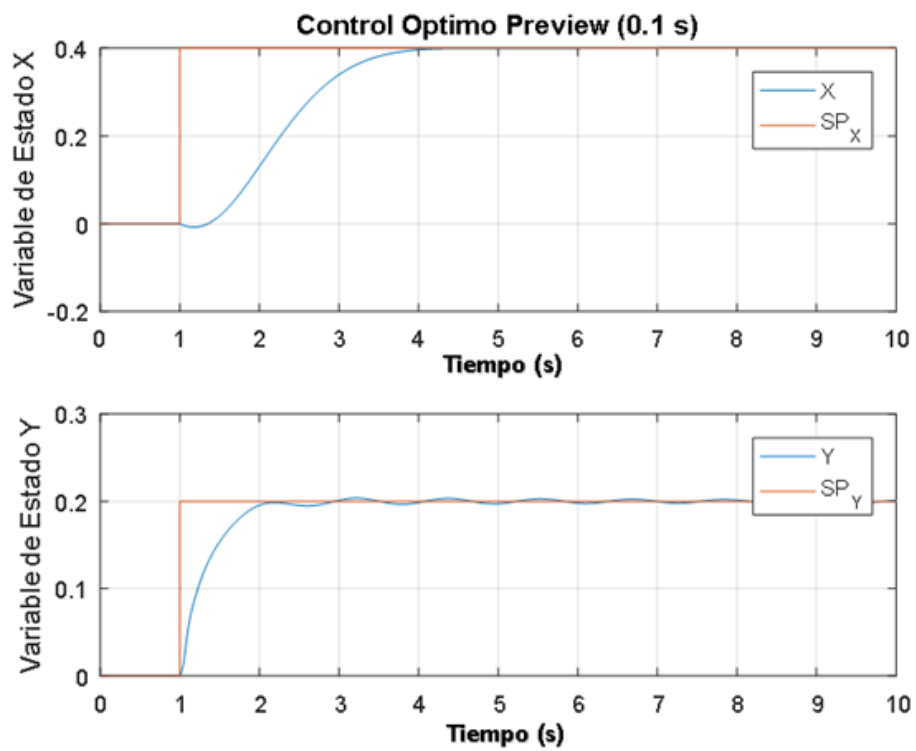 Control Optimo Preview (0.1 s)
Variable de Estado X
0.4
0.2
0
-0.2
X
SP_X
0 1 2 3 4 5 6 7 8 9 10
Tiempo (s)
Variable de Estado Y
0.3
0.2
0.1
0
Y
SP_Y
0 1 2 3 4 5 6 7 8 9 10
Tiempo (s)